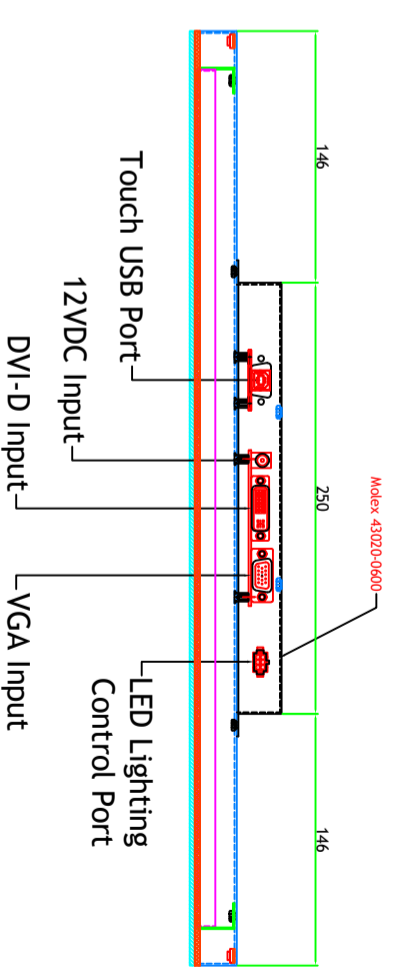 146
250
146
Molex 43020-0600
Touch USB Port
12VDC Input
DVI-D Input
VGA Input
LED Lighting
Control Port